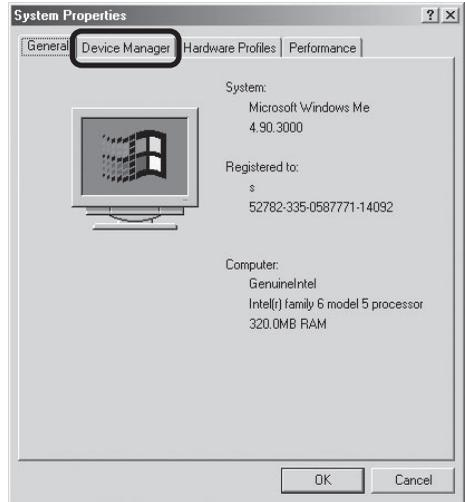 System Properties
General Device Manager Hardware Profiles Performance
System:
Microsoft Windows Me
4.90.3000
Registered to:
s
52782-335-0587771-14092
Computer:
GenuineIntel
Intel(r) family 6 model 5 processor
320.0MB RAM
OK Cancel